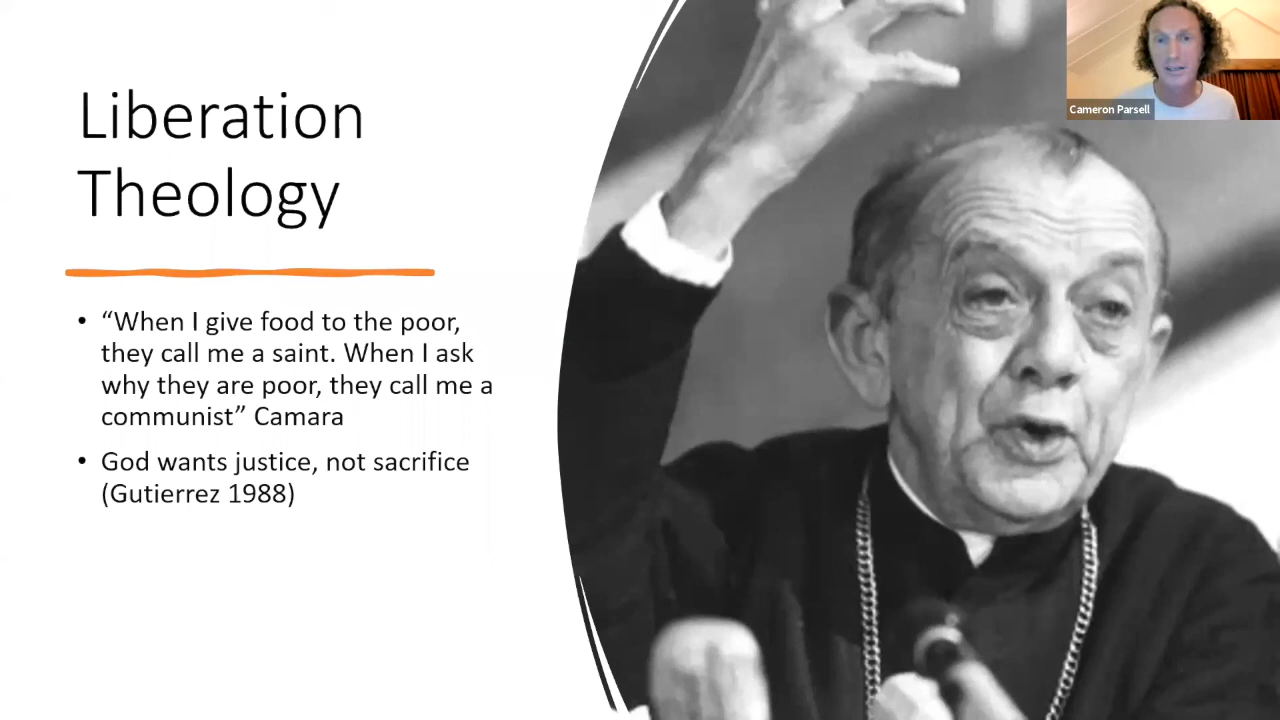 Liberation
Theology
• “When I give food to the poor,
they call me a saint. When I ask
why they are poor, they call me a
communist” Camara
• God wants justice, not sacrifice
(Gutierrez 1988)
Cameron Parsell